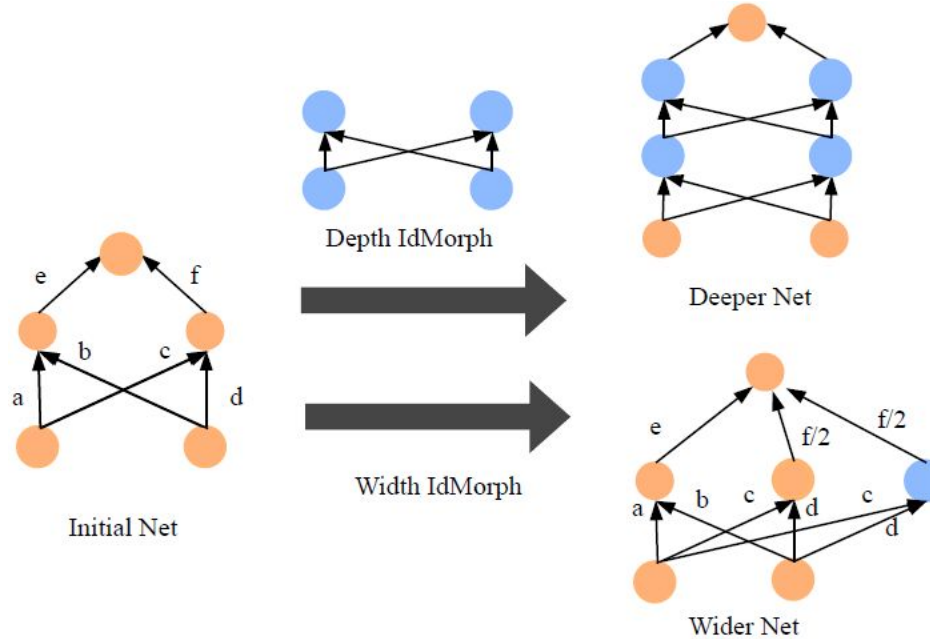 Depth IdMorph
Deeper Net
e
f
b
c
a
d
Initial Net
Width IdMorph
e
f/2
f/2
a
b
c
d
c
d
Wider Net